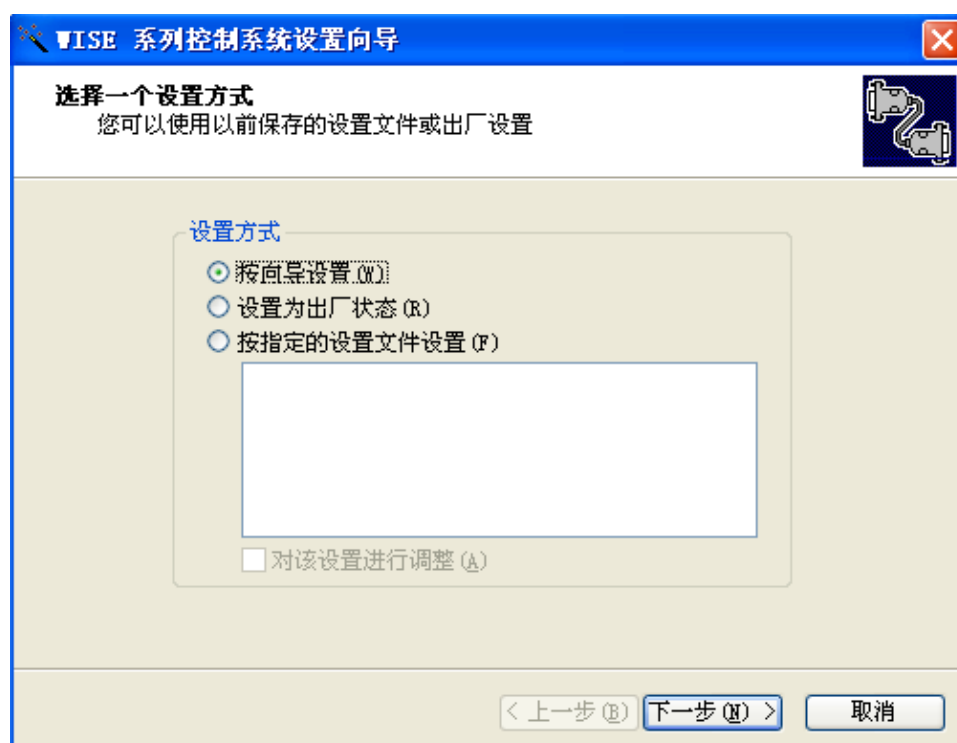 WISE 系列控制系统设置向导
选择一个设置方式
您可以使用以前保存的设置文件或出厂设置
设置方式
按向导设置(W)
设置为出厂状态(R)
按指定的设置文件设置(F)
对该设置进行调整(A)
< 上一步(B) 下一步(N) > 取消